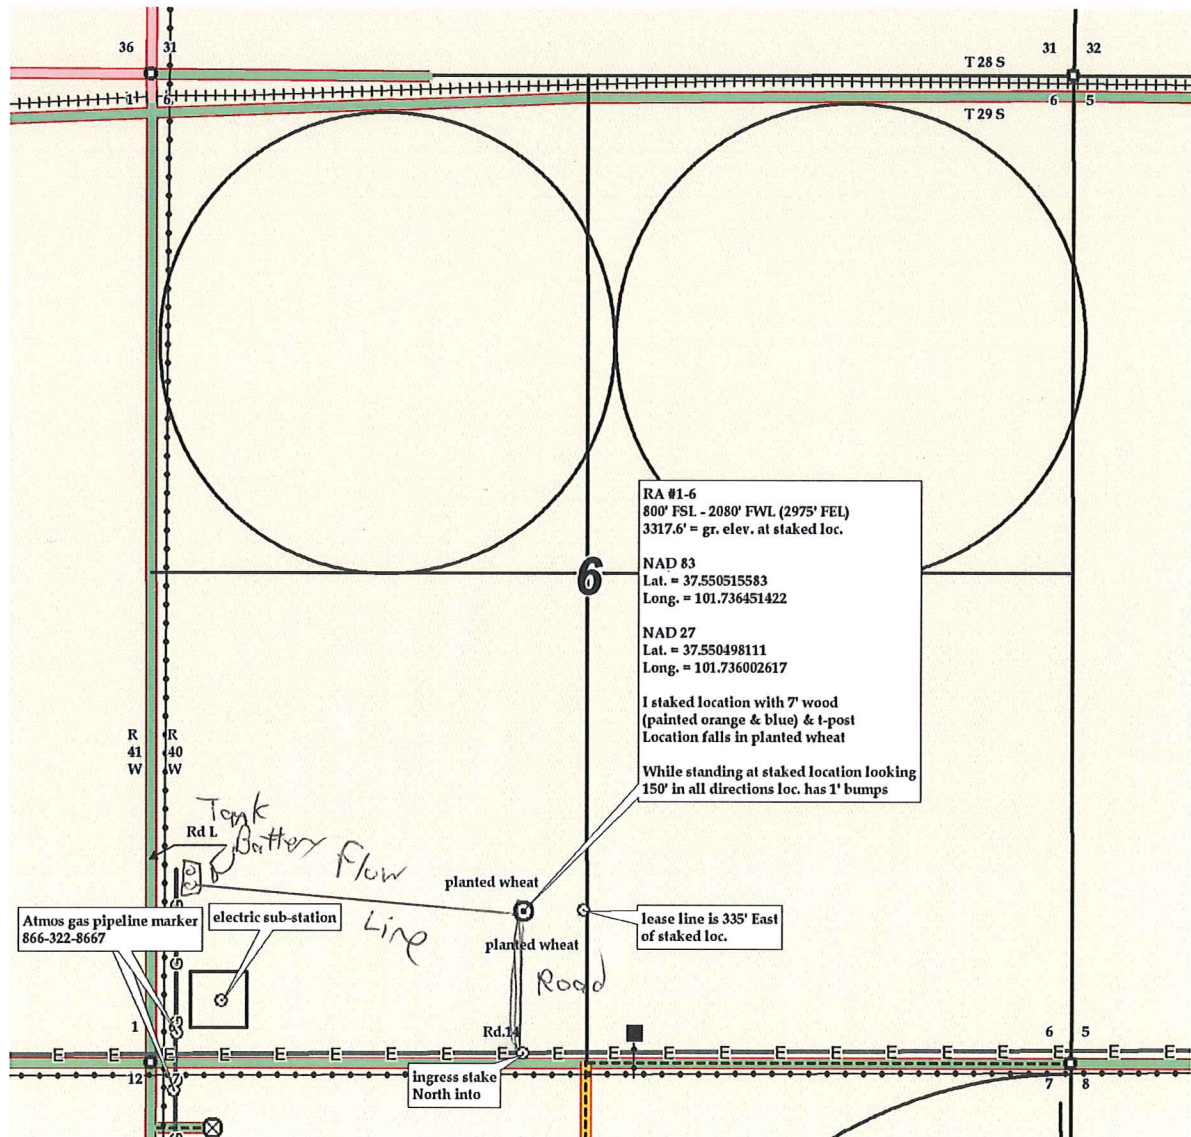 36 31
31 32
T 28 S
1 6
6 5
T 29 S
RA #1-6
800' FSL - 2080' FWL (2975' FEL)
3317.6' = gr. elev. at staked loc.
NAD 83
Lat. = 37.550515583
Long. = 101.736451422
NAD 27
Lat. = 37.550498111
Long. = 101.736002617
I staked location with 7' wood
(painted orange & blue) & t-post
Location falls in planted wheat
While standing at staked location looking
150' in all directions loc. has 1' bumps
6
R R
41 40
W W
Tank
Rd L
Battery
Flow
Line
planted wheat
planted wheat
Atmos gas pipeline marker
866-322-8667
electric sub-station
lease line is 335' East
of staked loc.
Road
G
G
1
Rd.14
6 5
E E E E E E E E E E E E E E E E E E E E E
12 7
7 8
ingress stake
North into